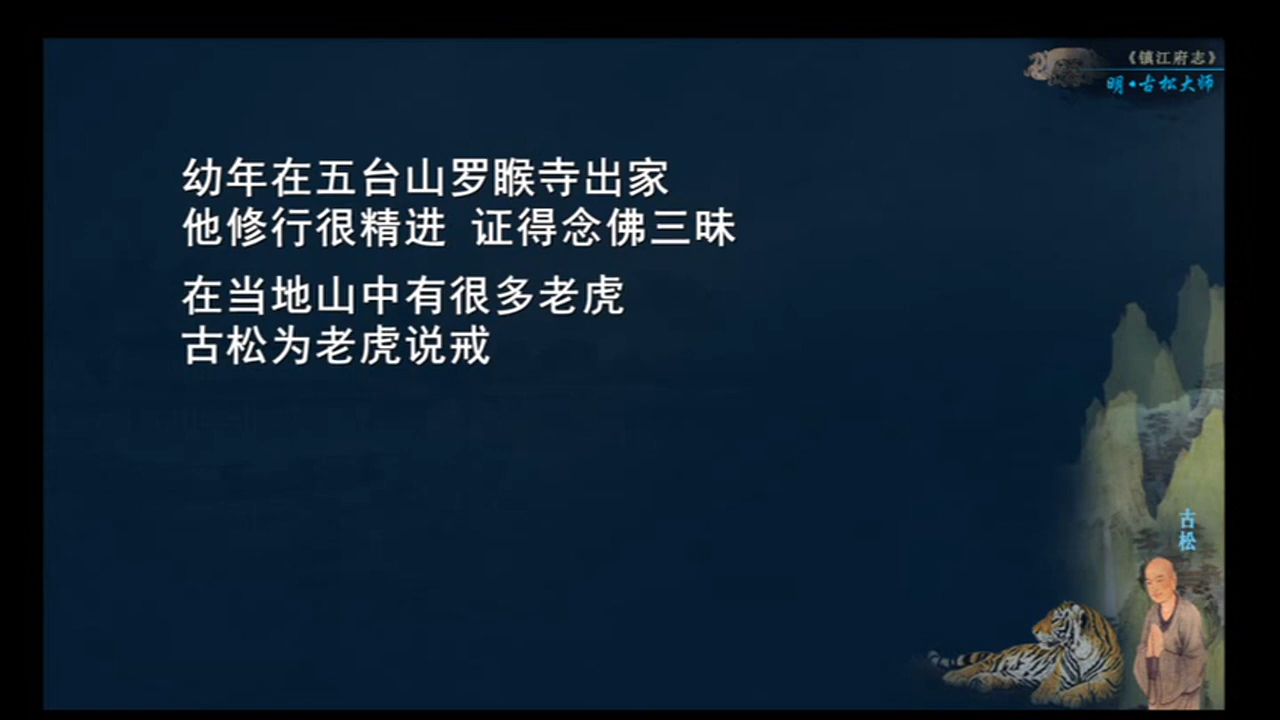 《镇江府志》
明·古松大师
幼年在五台山罗睺寺出家
他修行很精进 证得念佛三昧
在当地山中有很多老虎
古松为老虎说戒
古松